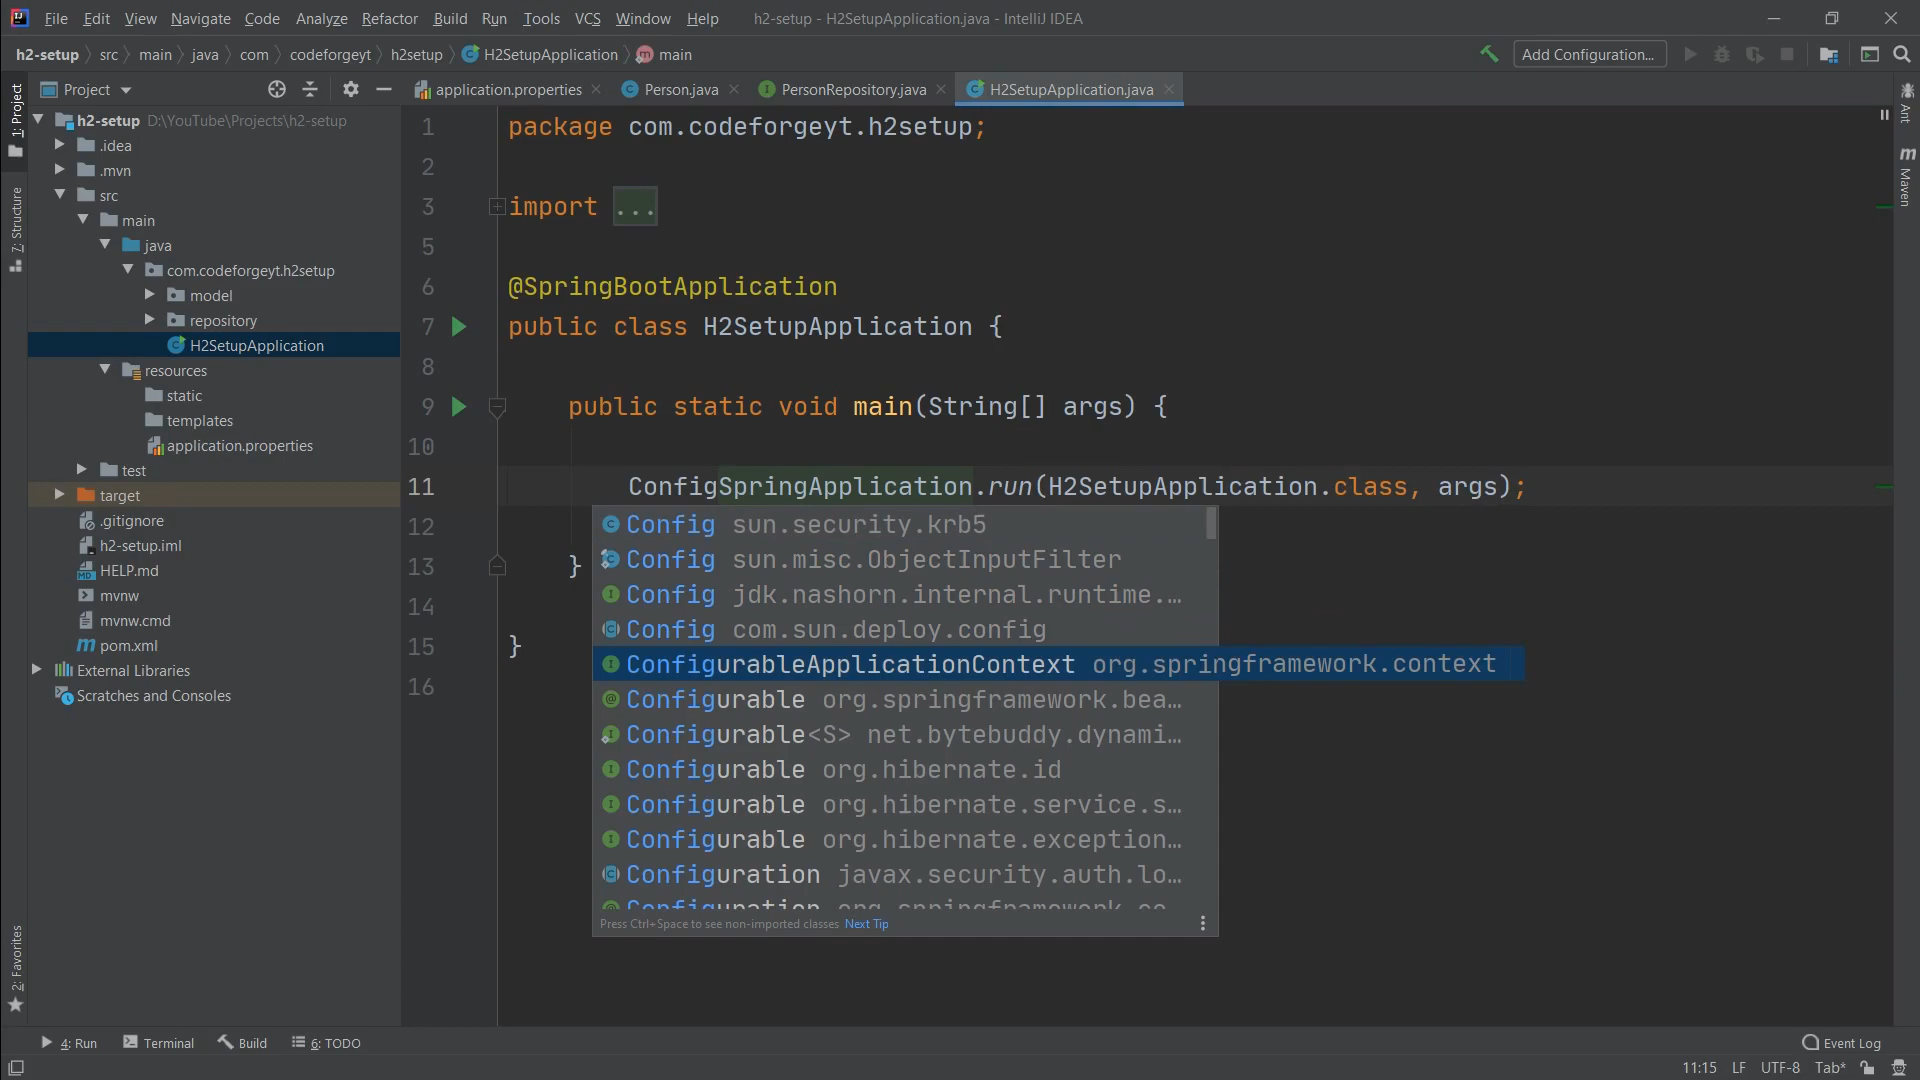 File Edit View Navigate Code Analyze Refactor Build Run Tools VCS Window Help h2-setup - H2SetupApplication.java - IntelliJ IDEA
h2-setup src main java com codeforgeyt h2setup H2SetupApplication main Add Configuration...
Project application.properties Person.java PersonRepository.java H2SetupApplication.java
1: Project
7: Structure
2: Favorites
Ant
Maven
h2-setup D:\YouTube\Projects\h2-setup
.idea
.mvn
src
main
java
com.codeforgeyt.h2setup
model
repository
H2SetupApplication
resources
static
templates
application.properties
test
target
.gitignore
h2-setup.iml
HELP.md
mvnw
mvnw.cmd
pom.xml
External Libraries
Scratches and Consoles
1 package com.codeforgeyt.h2setup;
2
3 import ...
5
6 @SpringBootApplication
7 public class H2SetupApplication {
8
9 public static void main(String[] args) {
10
11 ConfigSpringApplication.run(H2SetupApplication.class, args);
12
13 }
14
15 }
16
Config sun.security.krb5
Config sun.misc.ObjectInputFilter
Config jdk.nashorn.internal.runtime.…
Config com.sun.deploy.config
ConfigurableApplicationContext org.springframework.context
Configurable org.springframework.bea…
Configurable<S> net.bytebuddy.dynami…
Configurable org.hibernate.id
Configurable org.hibernate.service.s…
Configurable org.hibernate.exception…
Configuration javax.security.auth.lo…
Configuration org.springframework.co…
Press Ctrl+Space to see non-imported classes Next Tip
4: Run Terminal Build 6: TODO Event Log
11:15 LF UTF-8 Tab*